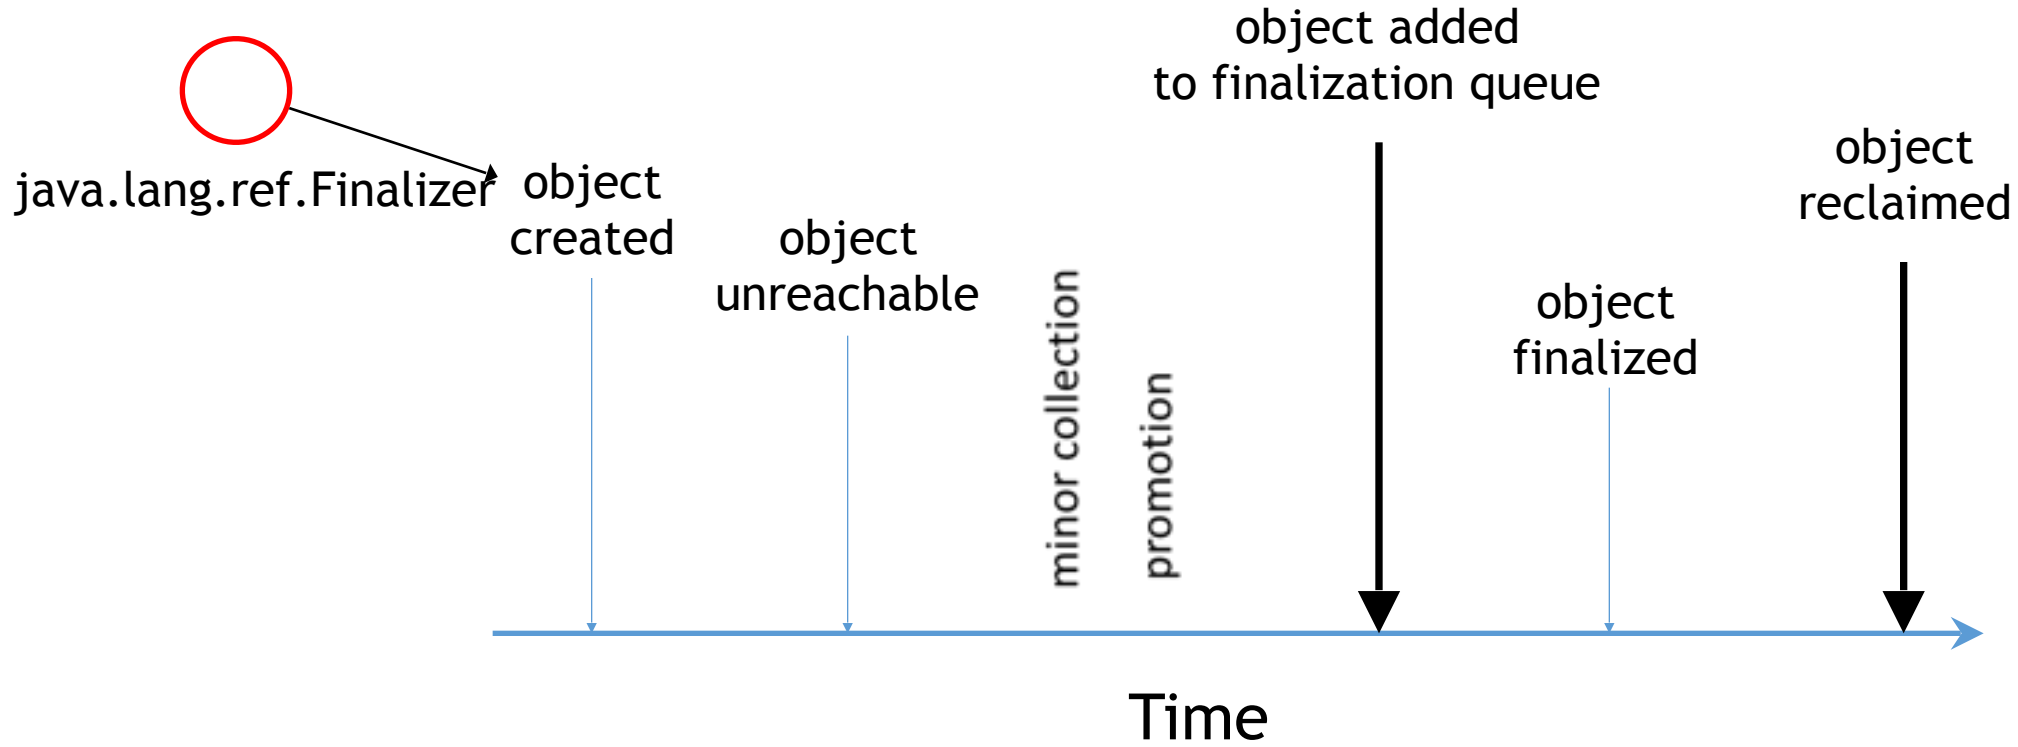 java.lang.ref.Finalizer
object
created
object
unreachable
minor collection
promotion
object added
to finalization queue
object
finalized
object
reclaimed
Time